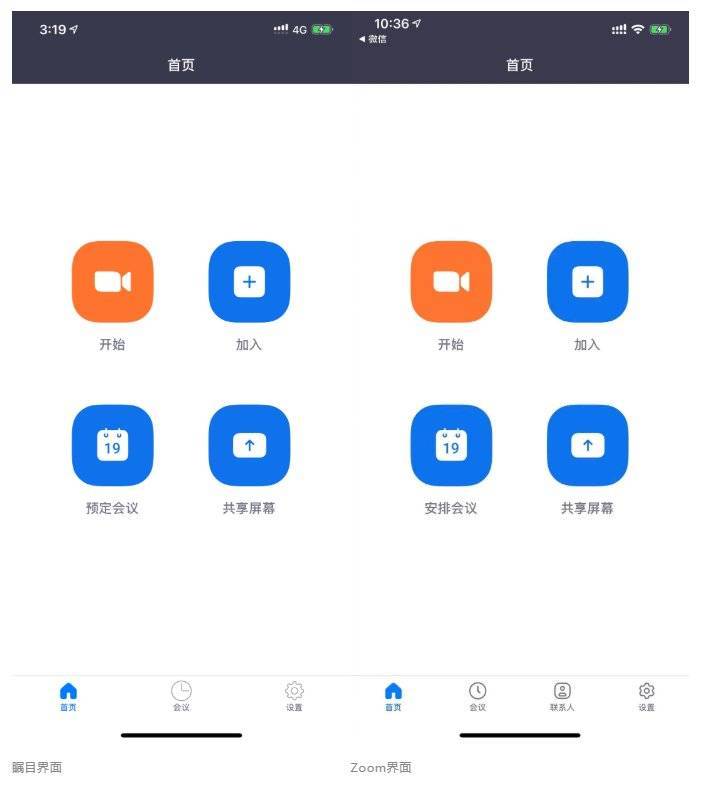 3:19
4G
首页
开始
加入
19
预定会议
共享屏幕
首页
会议
设置
10:36
微信
首页
开始
加入
19
安排会议
共享屏幕
首页
会议
联系人
设置
瞩目界面
Zoom界面